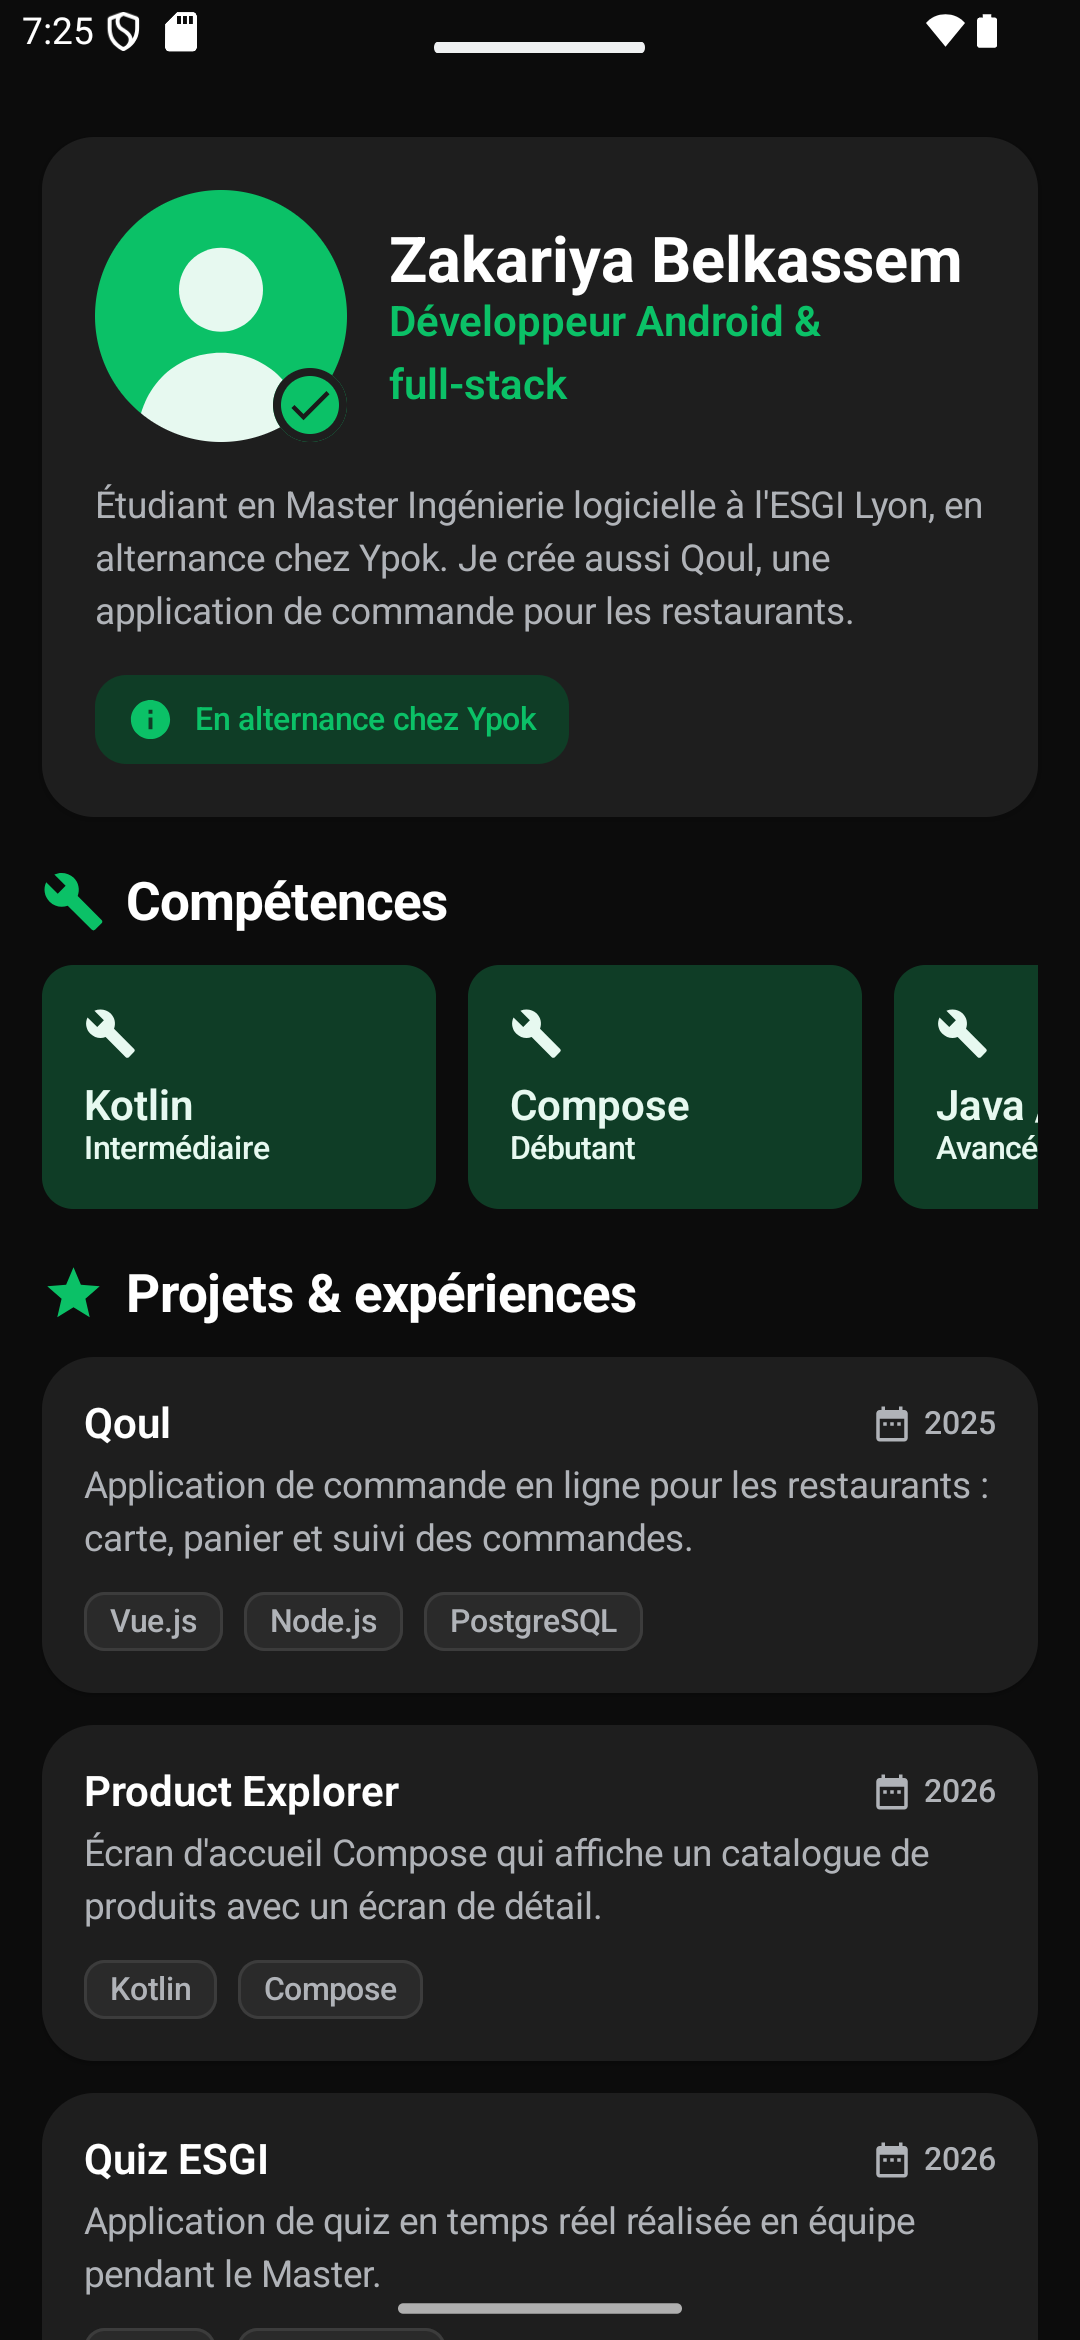 7:25
Zakariya Belkassem
Développeur Android &
full-stack
Étudiant en Master Ingénierie logicielle à l'ESGI Lyon, en
alternance chez Ypok. Je crée aussi Qoul, une
application de commande pour les restaurants.
En alternance chez Ypok
Compétences
Kotlin
Intermédiaire
Compose
Débutant
Java
Avancé
Projets & expériences
Qoul
2025
Application de commande en ligne pour les restaurants :
carte, panier et suivi des commandes.
Vue.js
Node.js
PostgreSQL
Product Explorer
2026
Écran d'accueil Compose qui affiche un catalogue de
produits avec un écran de détail.
Kotlin
Compose
Quiz ESGI
2026
Application de quiz en temps réel réalisée en équipe
pendant le Master.